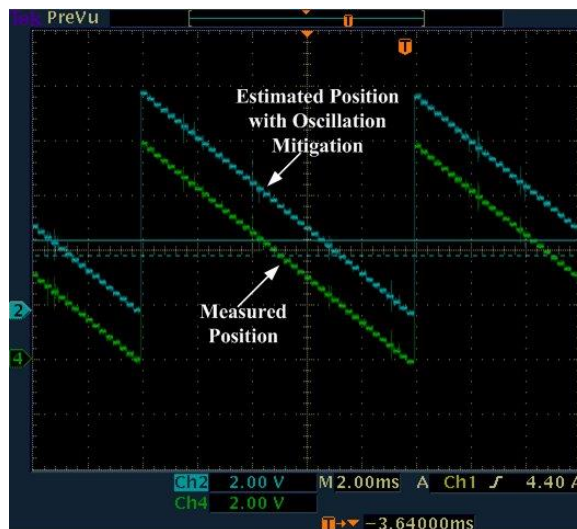 Tek PreVu
T
T
Estimated Position
with Oscillation
Mitigation
Measured
Position
2
4
Ch2 2.00 V M 2.00ms A Ch1 4.40 A
Ch4 2.00 V
T → -3.64000ms